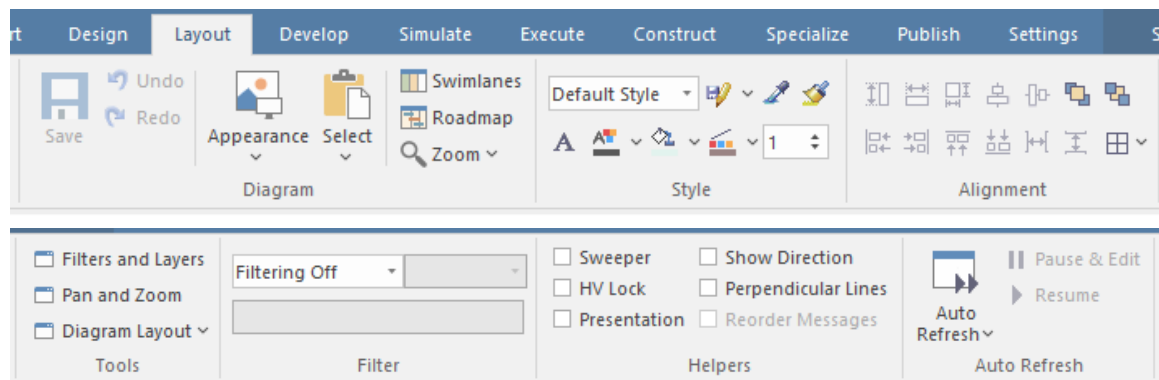 rt Design Layout Develop Simulate Execute Construct Specialize Publish Settings S
Undo Swimlanes Default Style
Save Redo Appearance Select Roadmap
Zoom 1
Diagram Style Alignment
Filters and Layers Filtering Off Sweeper Show Direction Pause & Edit
Pan and Zoom HV Lock Perpendicular Lines Resume
Diagram Layout Presentation Reorder Messages Auto
Refresh
Tools Filter Helpers Auto Refresh